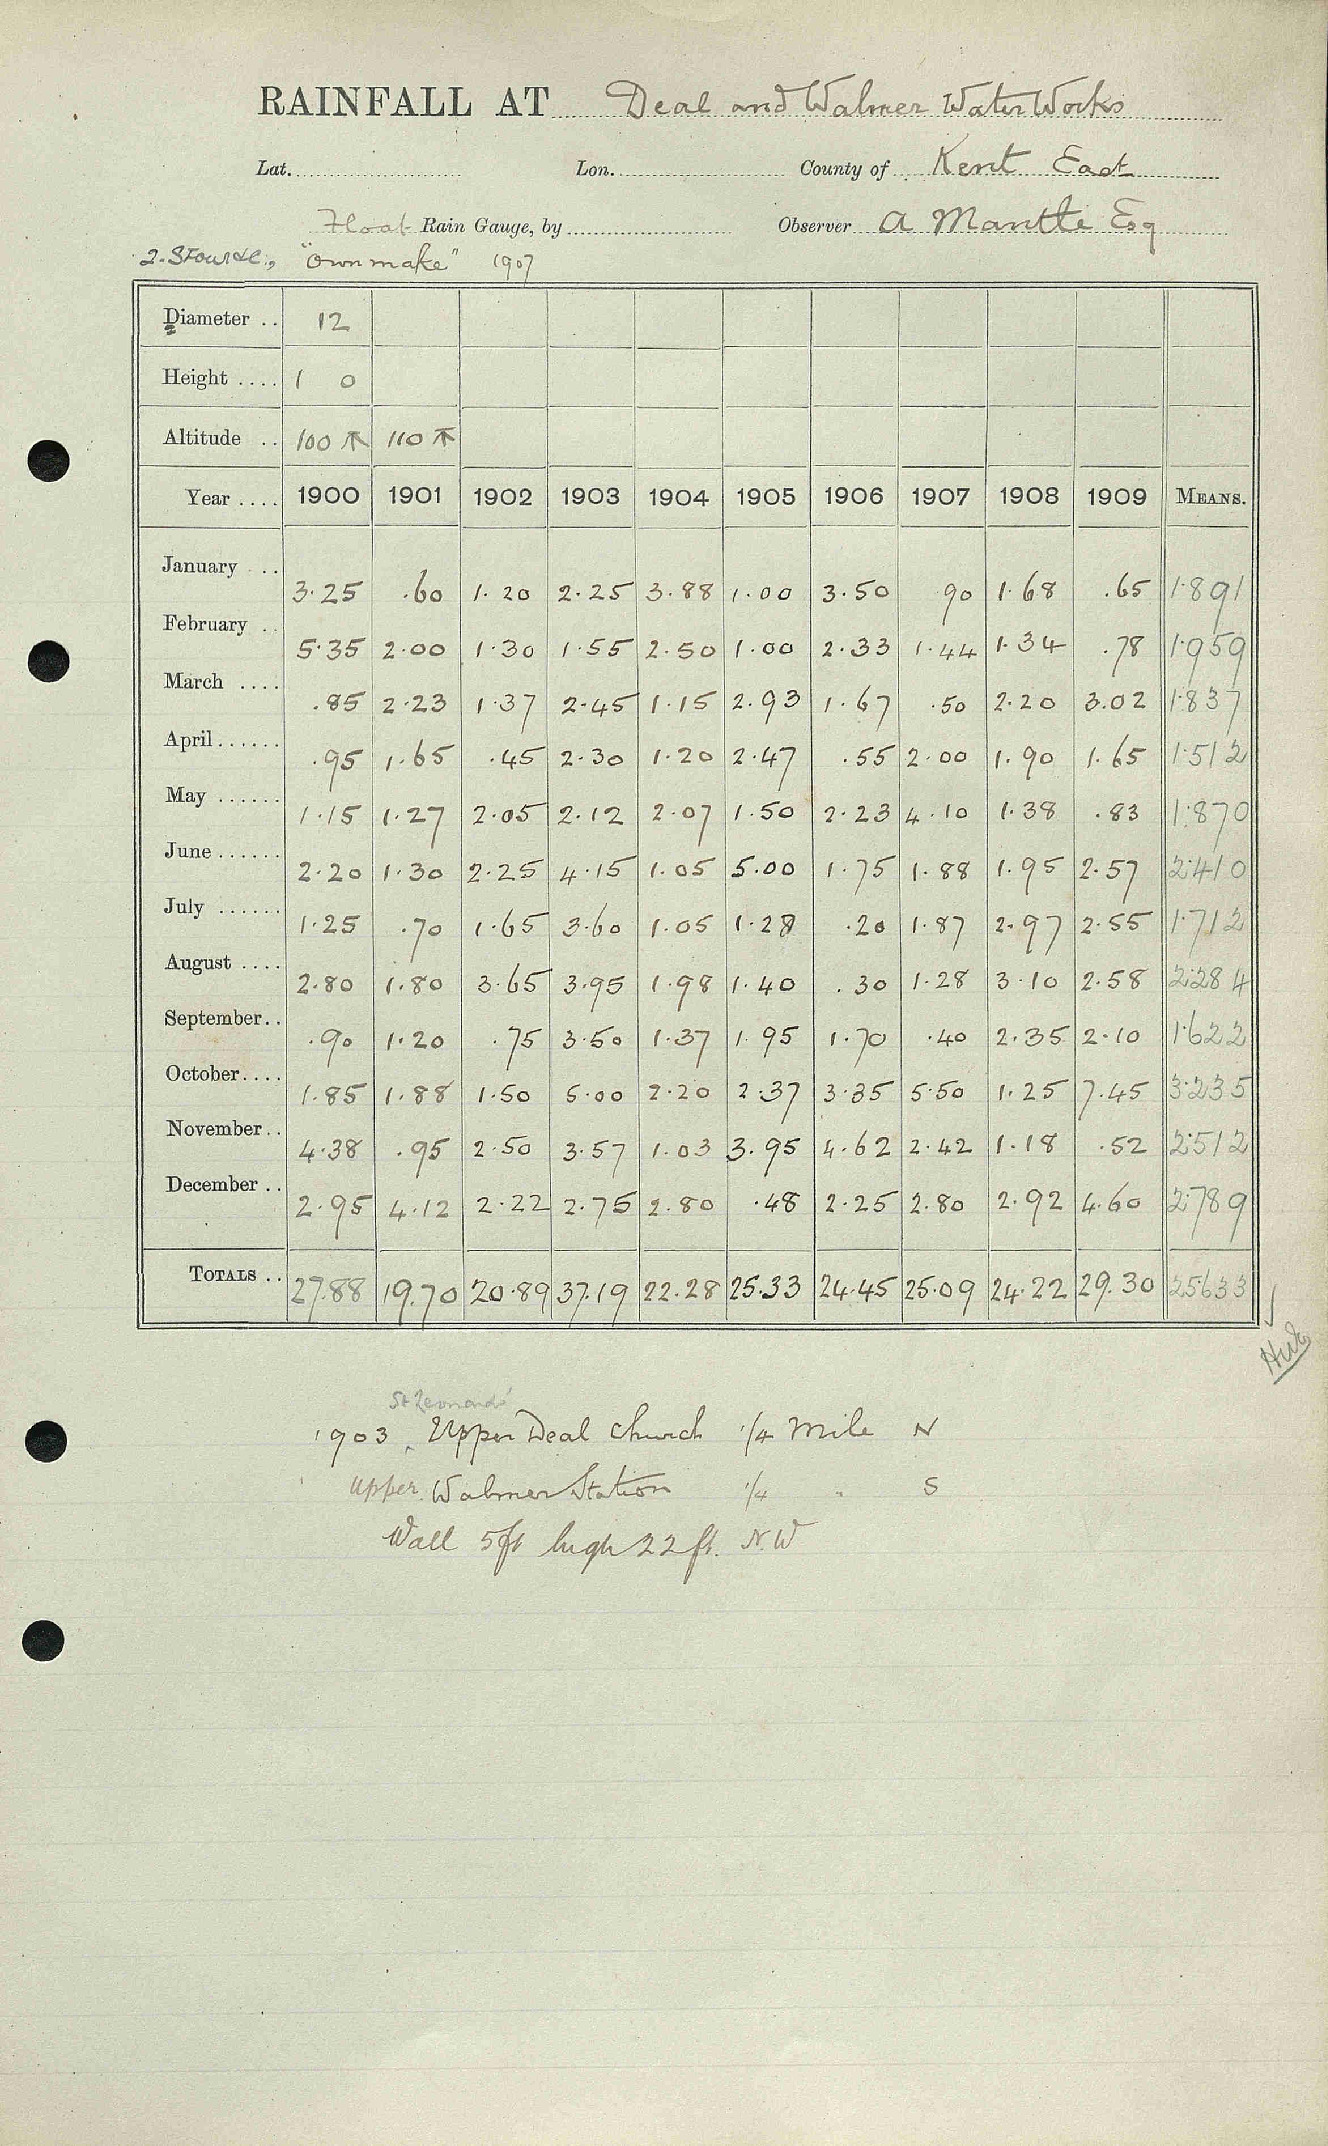 RAINFALL AT Deal and Walmer Water Works
Lat. Lon. County of Kent East
Float Rain Gauge, by Observer A Mantle Esq
2. Stour &c., "Own make" 1907
Diameter .. 12
Height .... 1 0
Altitude .. 100 110
Year .... 1900 1901 1902 1903 1904 1905 1906 1907 1908 1909 MEANS.
January .. 3.25 .60 1.20 2.25 3.88 1.00 3.50 .90 1.68 .65 1.891
February .. 5.35 2.00 1.30 1.55 2.50 1.00 2.33 1.44 1.34 .78 1.959
March .... .85 2.23 1.37 2.45 1.15 2.93 1.67 .50 2.20 3.02 1.837
April ...... .95 1.65 .45 2.30 1.20 2.47 .55 2.00 1.90 1.65 1.512
May ...... 1.15 1.27 2.05 2.12 2.07 1.50 2.23 4.10 1.38 .83 1.870
June ...... 2.20 1.30 2.25 4.15 1.05 5.00 1.75 1.88 1.95 2.57 2.410
July ...... 1.25 .70 1.65 3.60 1.05 1.28 .20 1.87 2.97 2.55 1.712
August .... 2.80 1.80 3.65 3.95 1.98 1.40 .30 1.28 3.10 2.58 2.284
September .. .90 1.20 .75 3.50 1.37 1.95 1.70 .40 2.35 2.10 1.622
October .... 1.85 1.88 1.50 5.00 2.20 2.37 3.35 5.50 1.25 7.45 3.235
November .. 4.38 .95 2.50 3.57 1.03 3.95 4.62 2.42 1.18 .52 2.512
December .. 2.95 4.12 2.22 2.75 2.80 .48 2.25 2.80 2.92 4.60 2.789
TOTALS .. 27.88 19.70 20.89 37.19 22.28 25.33 24.45 25.09 24.22 29.30 25.633
St Leonards'
1903 Upper Deal Church 1/4 Mile N
Upper Walmer Station 1/4 " S
Wall 5ft high 22 ft. N.W